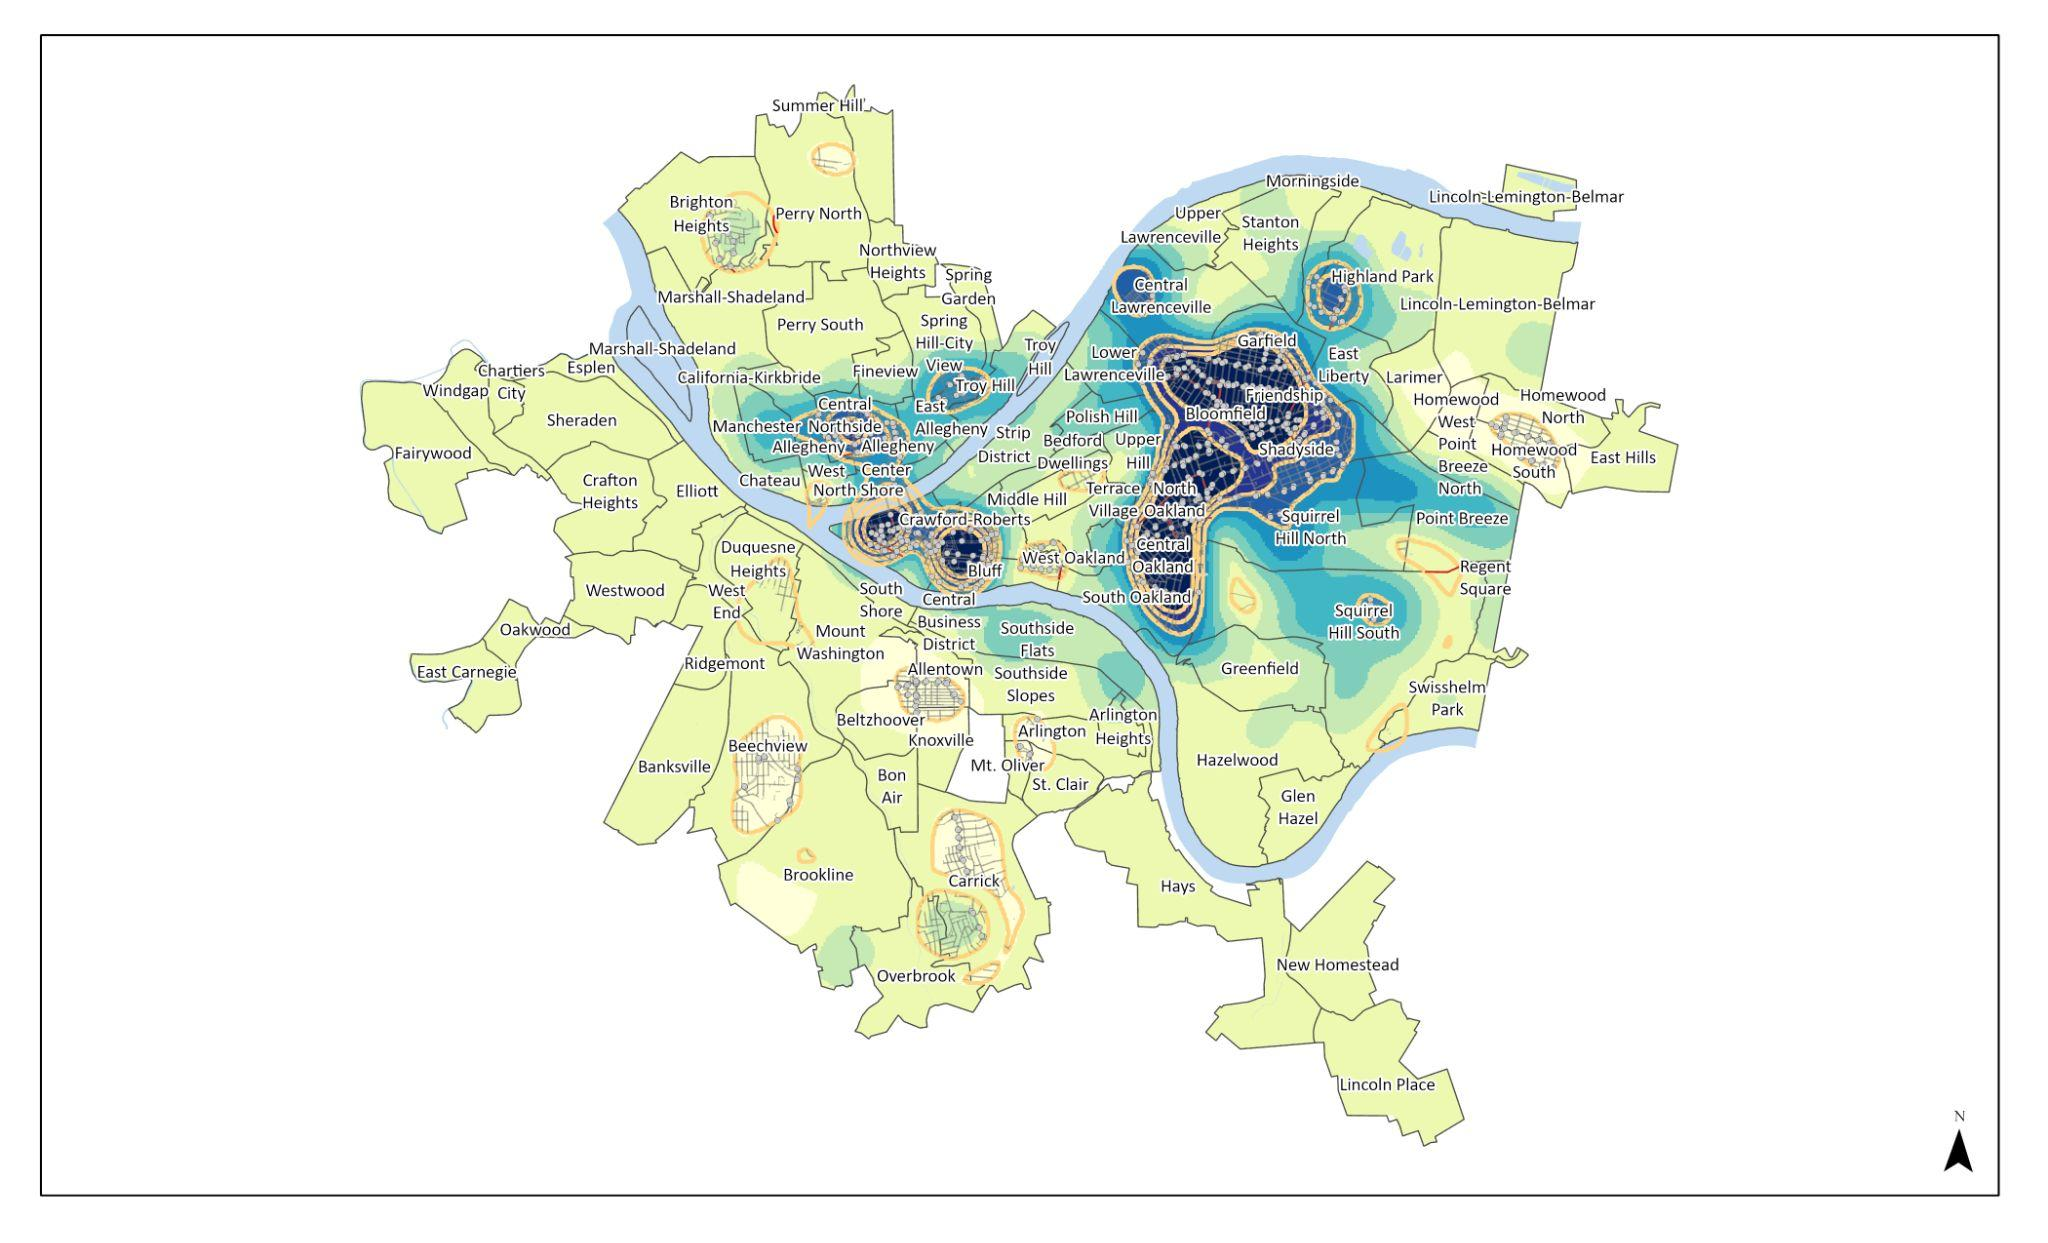 Summer Hill
Morningside
Lincoln-Lemington-Belmar
Brighton
Heights
Perry North
Upper
Lawrenceville
Stanton
Heights
Northview
Heights
Spring
Garden
Highland Park
Central
Lawrenceville
Marshall-Shadeland
Lincoln-Lemington-Belmar
Perry South
Spring
Hill-City
View
Troy
Hill
Garfield
Marshall-Shadeland
Lower
Lawrenceville
East
Liberty
Chartiers
City
Esplen
Windgap
California-Kirkbride
Fineview
Troy Hill
Larimer
Friendship
Homewood
West
Homewood
North
Central
Northside
East
Allegheny
Polish Hill
Bloomfield
Sheraden
Manchester
Strip
District
Bedford
Dwellings
Upper
Hill
Point
Breeze
North
Fairywood
Allegheny
West
Allegheny
Center
Shadyside
Homewood
South
East Hills
Crafton
Heights
Elliott
Chateau
North Shore
Middle Hill
Terrace
Village
North
Oakland
Crawford-Roberts
Squirrel
Hill North
Point Breeze
Duquesne
Heights
Bluff
West Oakland
Central
Oakland
Regent
Square
Westwood
West
End
South
Shore
Central
Business
District
South Oakland
Squirrel
Hill South
Oakwood
Mount
Washington
Southside
Flats
East Carnegie
Ridgemont
Allentown
Southside
Slopes
Greenfield
Swisshelm
Park
Beltzhoover
Knoxville
Arlington
Arlington
Heights
Beechview
Banksville
Bon
Air
Mt. Oliver
St. Clair
Hazelwood
Glen
Hazel
Brookline
Carrick
Hays
Overbrook
New Homestead
Lincoln Place
N